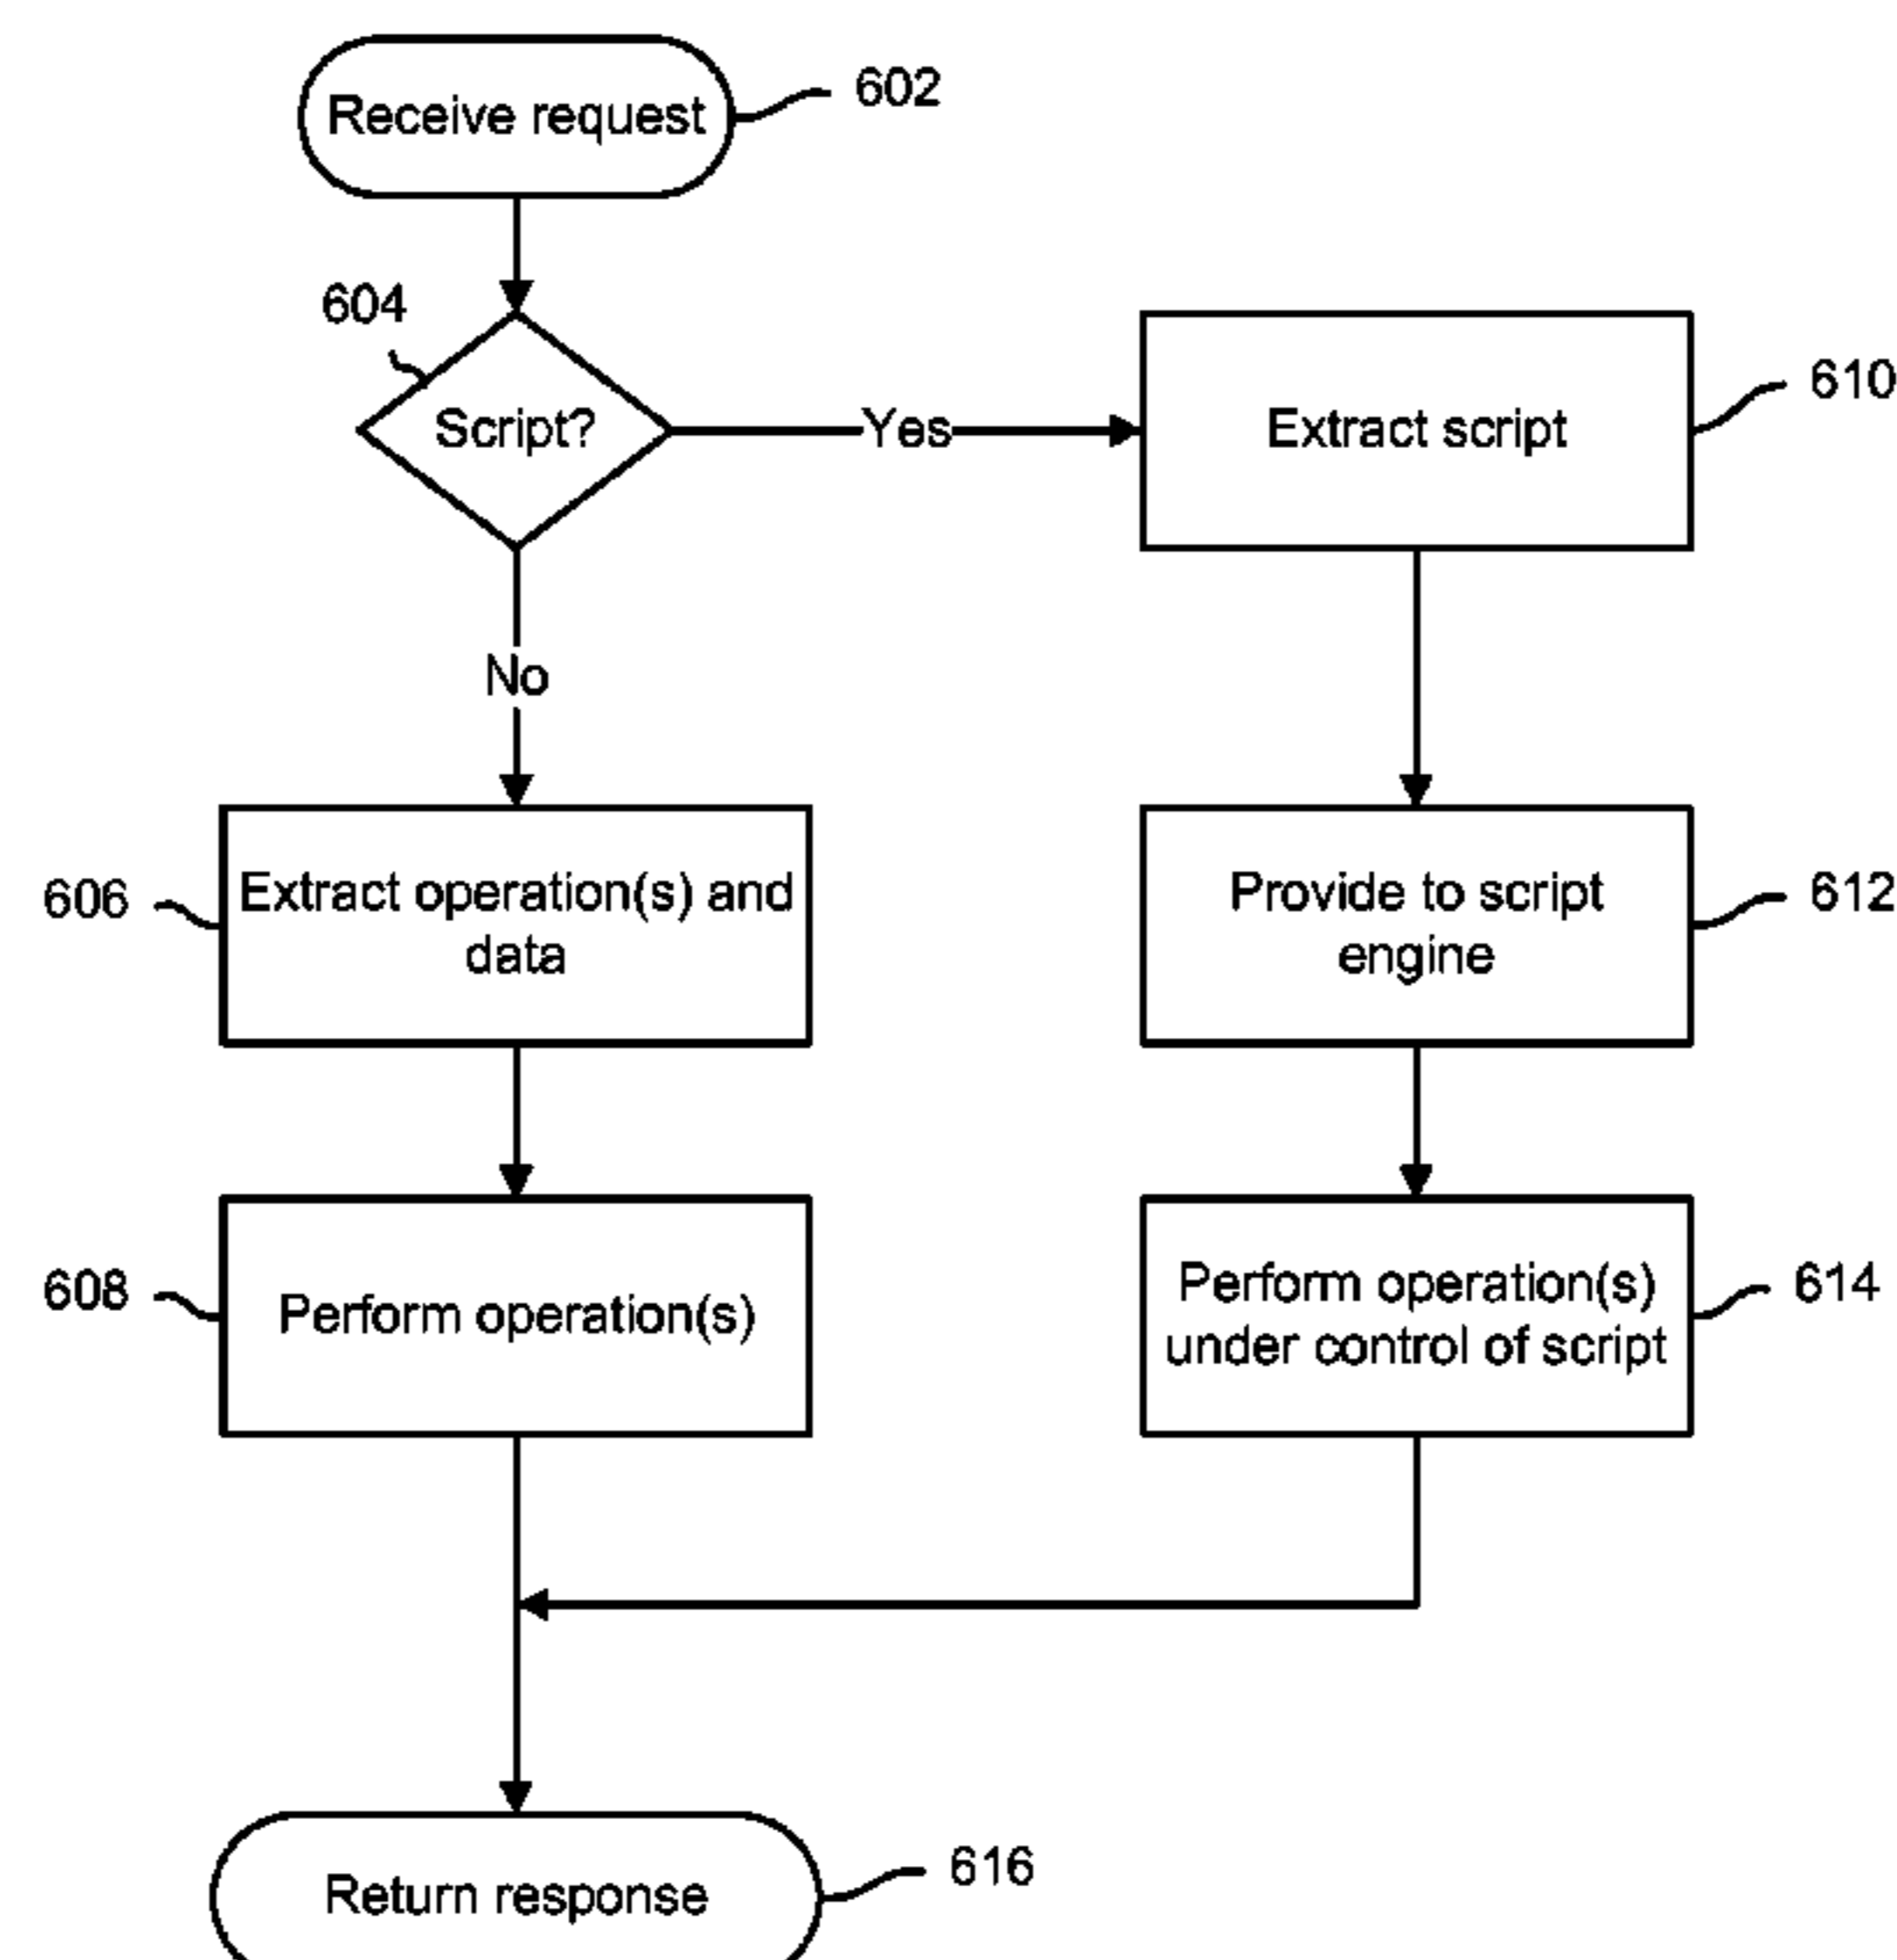 Receive request
602
604
Script?
Yes
Extract script
610
No
606
Extract operation(s) and
data
Provide to script
engine
612
608
Perform operation(s)
Perform operation(s)
under control of script
614
Return response
616